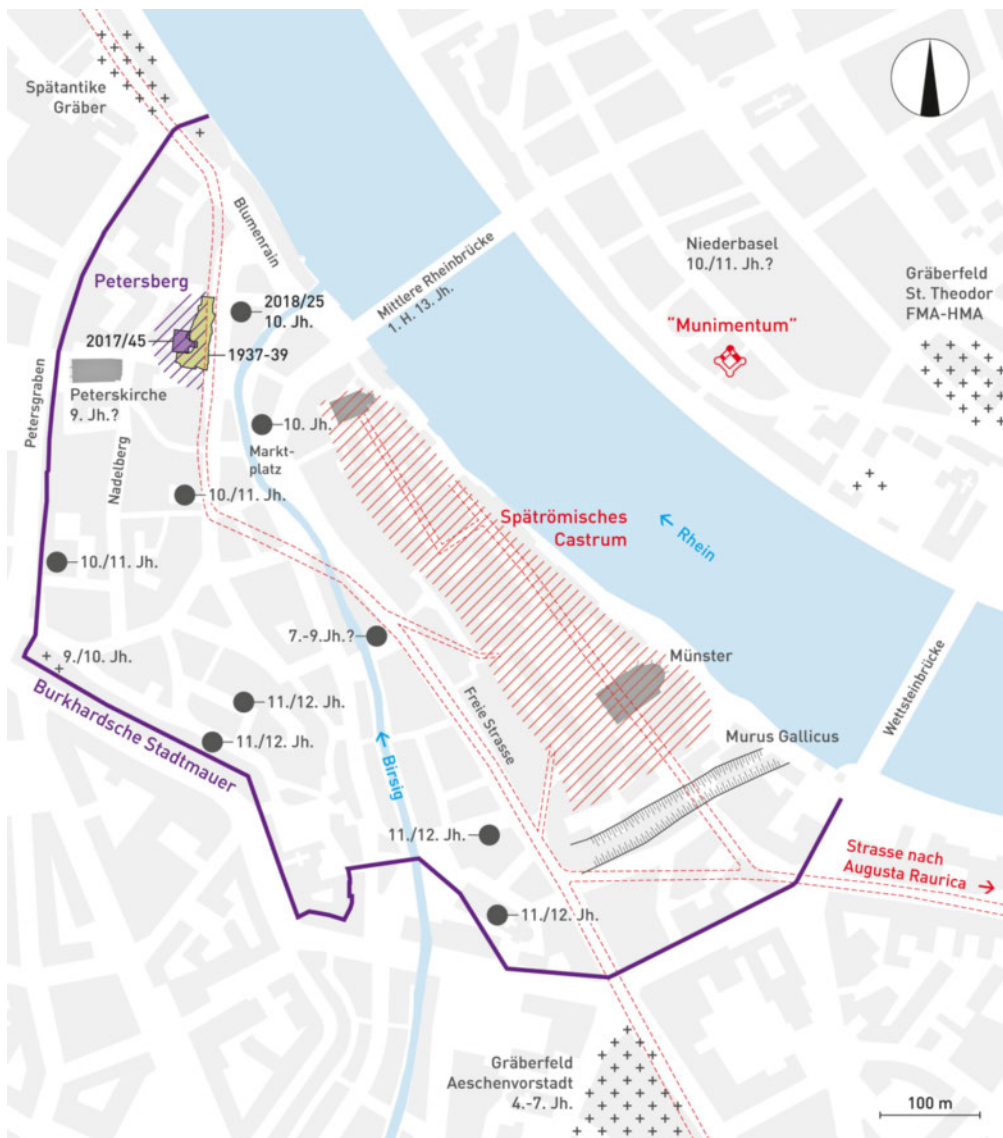 Spätantike
Gräber
Blumenrain
Petersberg
2018/25
10. Jh.
2017/45
1937-39
Mittlere Rheinbrücke
1. H. 13. Jh.
Niederbasel
10./11. Jh.?
"Munimentum"
Gräberfeld
St. Theodor
FMA-HMA
Petersgraben
Peterskirche
9. Jh.?
Nadelberg
10. Jh.
Markt-
platz
10./11. Jh.
10./11. Jh.
Spätrömisches
Castrum
Rhein
7.-9.Jh.?
9./10. Jh.
Münster
Wettsteinbrücke
11./12. Jh.
11./12. Jh.
Burkhardsche Stadtmauer
Birsig
Freie Strasse
Murus Gallicus
11./12. Jh.
Strasse nach
Augusta Raurica
11./12. Jh.
Gräberfeld
Aeschenvorstadt
4.-7. Jh.
100 m